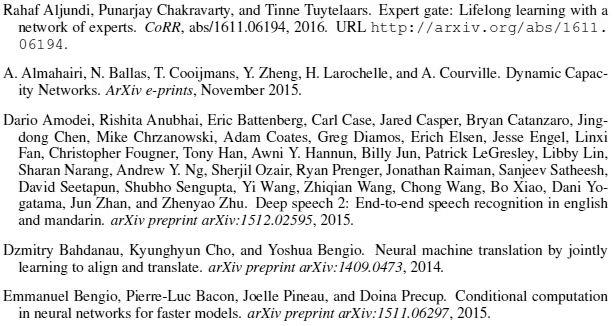 Rahaf Aljundi, Punarjay Chakravarty, and Tinne Tuytelaars. Expert gate: Lifelong learning with a
network of experts. CoRR, abs/1611.06194, 2016. URL http://arxiv.org/abs/1611.
06194.
A. Almahairi, N. Ballas, T. Cooijmans, Y. Zheng, H. Larochelle, and A. Courville. Dynamic Capac-
ity Networks. ArXiv e-prints, November 2015.
Dario Amodei, Rishita Anubhai, Eric Battenberg, Carl Case, Jared Casper, Bryan Catanzaro, Jing-
dong Chen, Mike Chrzanowski, Adam Coates, Greg Diamos, Erich Elsen, Jesse Engel, Linxi
Fan, Christopher Fougner, Tony Han, Awni Y. Hannun, Billy Jun, Patrick LeGresley, Libby Lin,
Sharan Narang, Andrew Y. Ng, Sherjil Ozair, Ryan Prenger, Jonathan Raiman, Sanjeev Satheesh,
David Seetapun, Shubho Sengupta, Yi Wang, Zhiqian Wang, Chong Wang, Bo Xiao, Dani Yo-
gatama, Jun Zhan, and Zhenyao Zhu. Deep speech 2: End-to-end speech recognition in english
and mandarin. arXiv preprint arXiv:1512.02595, 2015.
Dzmitry Bahdanau, Kyunghyun Cho, and Yoshua Bengio. Neural machine translation by jointly
learning to align and translate. arXiv preprint arXiv:1409.0473, 2014.
Emmanuel Bengio, Pierre-Luc Bacon, Joelle Pineau, and Doina Precup. Conditional computation
in neural networks for faster models. arXiv preprint arXiv:1511.06297, 2015.